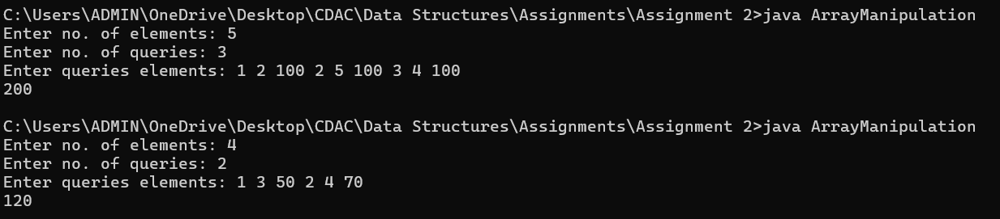 C:\Users\ADMIN\OneDrive\Desktop\CDAC\Data Structures\Assignments\Assignment 2>java ArrayManipulation
Enter no. of elements: 5
Enter no. of queries: 3
Enter queries elements: 1 2 100 2 5 100 3 4 100
200

C:\Users\ADMIN\OneDrive\Desktop\CDAC\Data Structures\Assignments\Assignment 2>java ArrayManipulation
Enter no. of elements: 4
Enter no. of queries: 2
Enter queries elements: 1 3 50 2 4 70
120